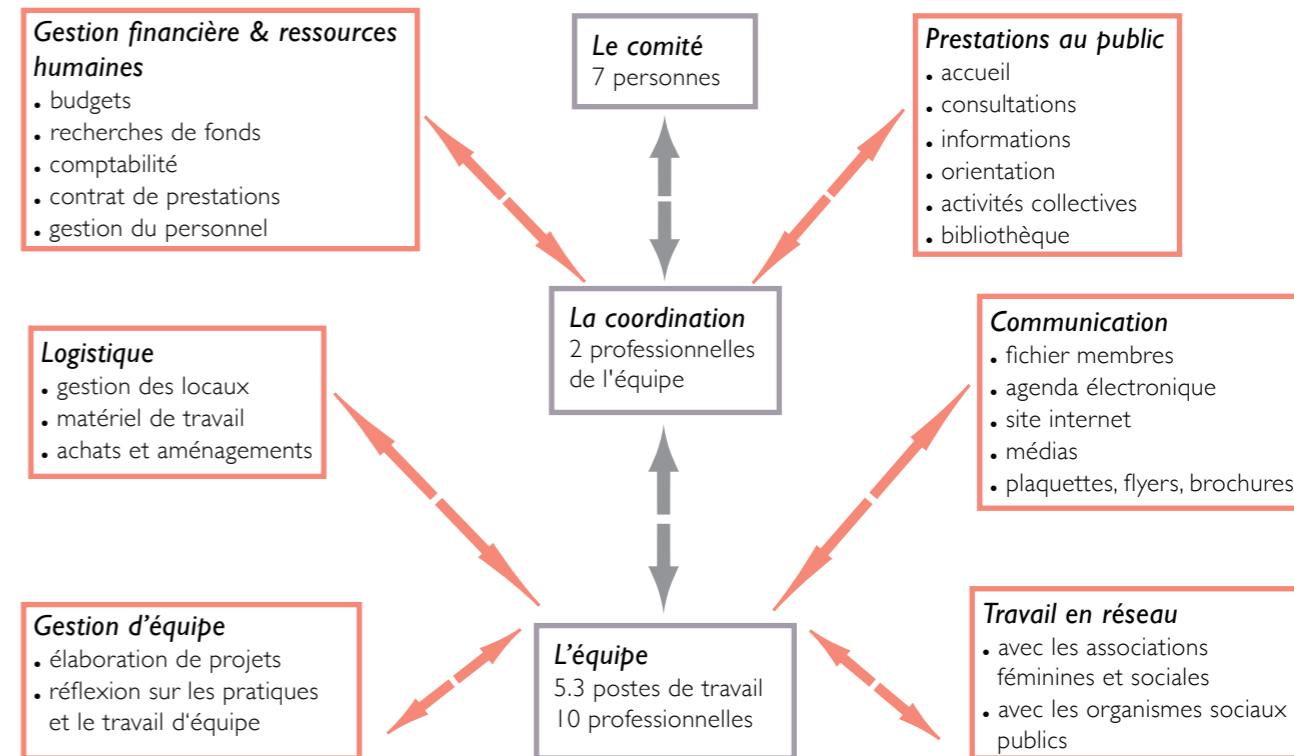 Gestion financière & ressources
humaines
• budgets
• recherches de fonds
• comptabilité
• contrat de prestations
• gestion du personnel
Le comité
7 personnes
Prestations au public
• accueil
• consultations
• informations
• orientation
• activités collectives
• bibliothèque
La coordination
2 professionnelles
de l'équipe
Logistique
• gestion des locaux
• matériel de travail
• achats et aménagements
Communication
• fichier membres
• agenda électronique
• site internet
• médias
• plaquettes, flyers, brochures
Gestion d’équipe
• élaboration de projets
• réflexion sur les pratiques
et le travail d‘équipe
L’équipe
5.3 postes de travail
10 professionnelles
Travail en réseau
• avec les associations
féminines et sociales
• avec les organismes sociaux
publics